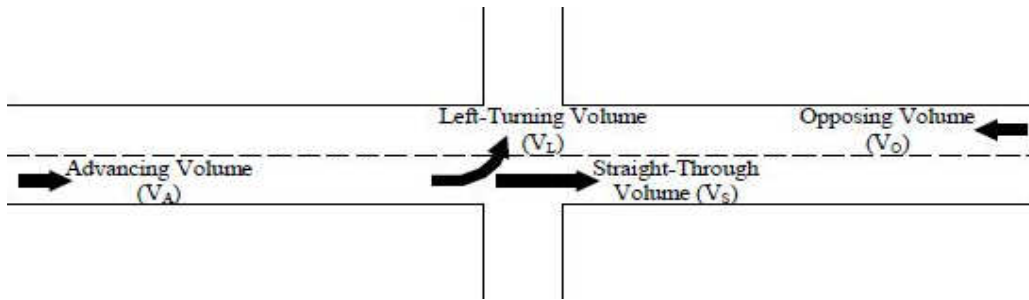 Left-Turning Volume
(V_L)
Opposing Volume
(V_O)
Advancing Volume
(V_A)
Straight-Through
Volume (V_S)